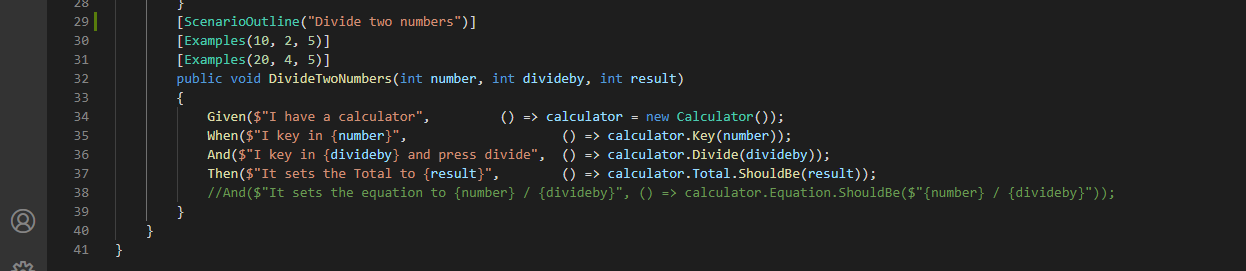 28 }
29 [ScenarioOutline("Divide two numbers")]
30 [Examples(10, 2, 5)]
31 [Examples(20, 4, 5)]
32 public void DivideTwoNumbers(int number, int divideby, int result)
33 {
34 Given($"I have a calculator", () => calculator = new Calculator());
35 When($"I key in {number}", () => calculator.Key(number));
36 And($"I key in {divideby} and press divide", () => calculator.Divide(divideby));
37 Then($"It sets the Total to {result}", () => calculator.Total.ShouldBe(result));
38 //And($"It sets the equation to {number} / {divideby}", () => calculator.Equation.ShouldBe($"{number} / {divideby}"));
39 }
40 }
41 }